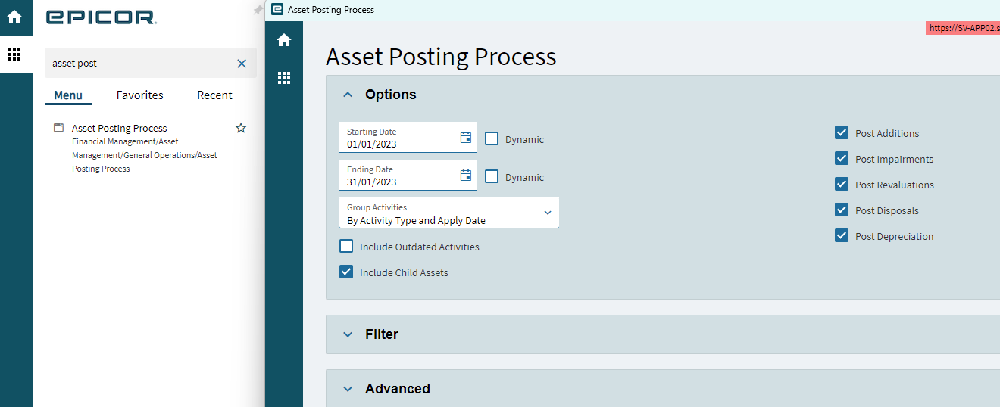 EPICOR
Asset Posting Process
https://SV-APP02.s
asset post
Menu
Favorites
Recent
Asset Posting Process
Financial Management/Asset
Management/General Operations/Asset
Posting Process
Asset Posting Process
Options
Starting Date
01/01/2023
Dynamic
Ending Date
31/01/2023
Dynamic
Group Activities
By Activity Type and Apply Date
Include Outdated Activities
Include Child Assets
Post Additions
Post Impairments
Post Revaluations
Post Disposals
Post Depreciation
Filter
Advanced